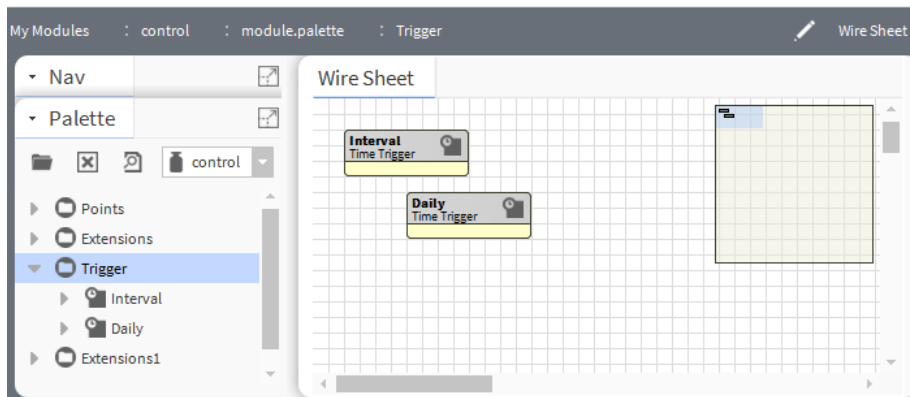 My Modules : control : module.palette : Trigger Wire Sheet
Nav
Palette
control
Points
Extensions
Trigger
Interval
Daily
Extensions1
Wire Sheet
Interval
Time Trigger
Daily
Time Trigger